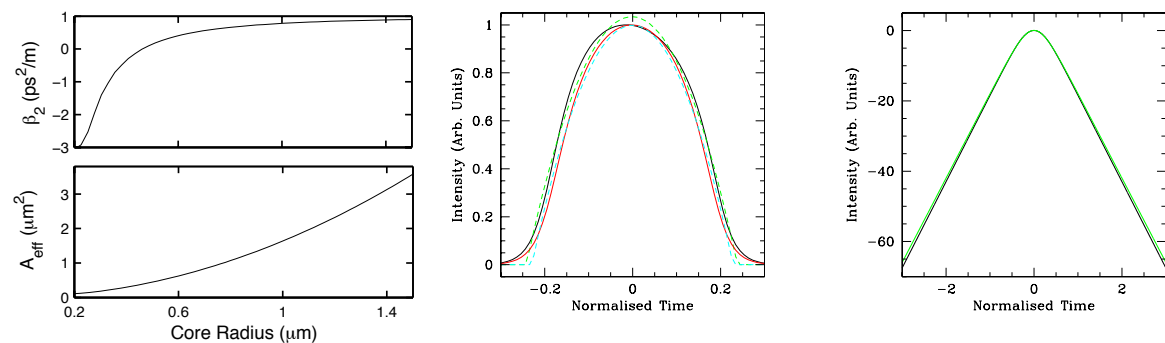 1
0
-1
-2
-3
β2 (ps2/m)
3
2
1
0
Aeff (μm2)
0.2 0.6 1 1.4
Core Radius (μm)
1
0.8
0.6
0.4
0.2
0
Intensity (Arb. Units)
-0.2 0 0.2
Normalised Time
0
-20
-40
-60
Intensity (Arb. Units)
-2 0 2
Normalised Time